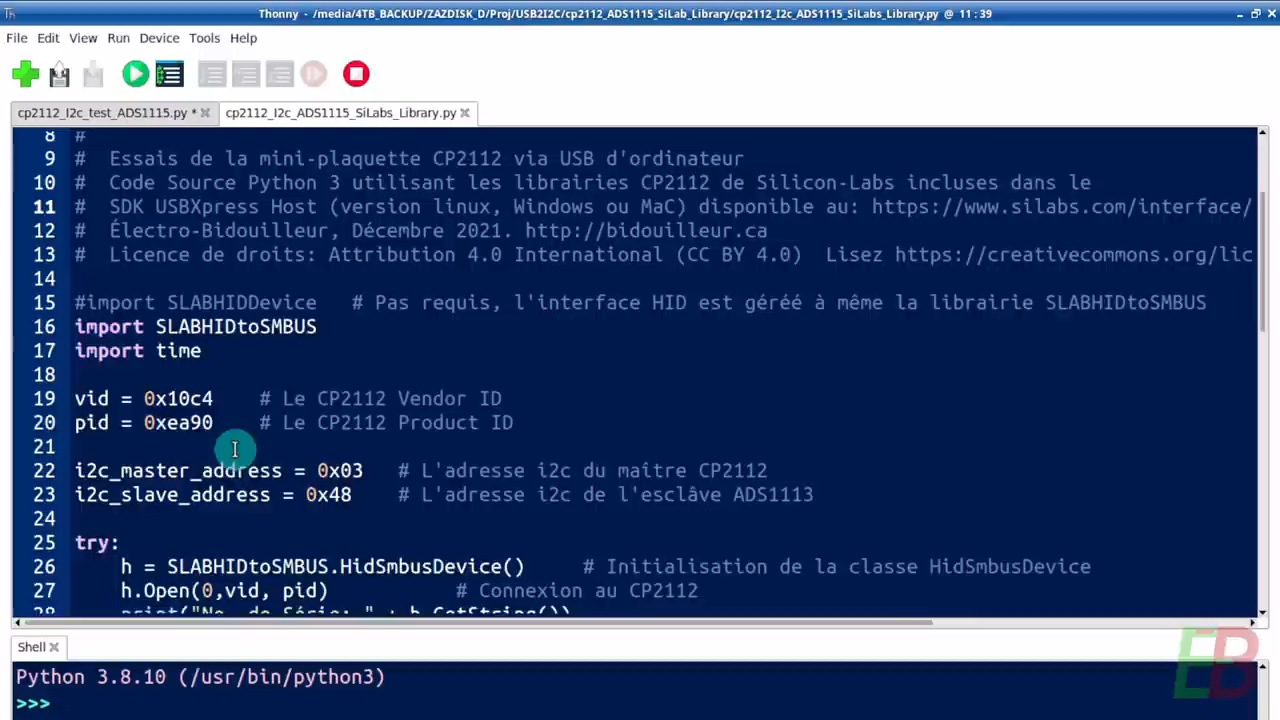 Thonny - /media/4TB_BACKUP/ZAZDISK_D/Proj/USB2I2C/cp2112_ADS1115_SiLab_Library/cp2112_I2c_ADS1115_SiLabs_Library.py @ 11:39
File Edit View Run Device Tools Help
cp2112_I2c_test_ADS1115.py * cp2112_I2c_ADS1115_SiLabs_Library.py
8 #
9 #  Essais de la mini-plaquette CP2112 via USB d'ordinateur
10 #  Code Source Python 3 utilisant les librairies CP2112 de Silicon-Labs incluses dans le
11 #  SDK USBXpress Host (version linux, Windows ou MaC) disponible au: https://www.silabs.com/interface/
12 #  Électro-Bidouilleur, Décembre 2021. http://bidouilleur.ca
13 #  Licence de droits: Attribution 4.0 International (CC BY 4.0)  Lisez https://creativecommons.org/lic
14
15 #import SLABHIDDevice   # Pas requis, l'interface HID est géréé à même la librairie SLABHIDtoSMBUS
16 import SLABHIDtoSMBUS
17 import time
18
19 vid = 0x10c4    # Le CP2112 Vendor ID
20 pid = 0xea90    # Le CP2112 Product ID
21
22 i2c_master_address = 0x03   # L'adresse i2c du maître CP2112
23 i2c_slave_address = 0x48    # L'adresse i2c de l'esclâve ADS1113
24
25 try:
26     h = SLABHIDtoSMBUS.HidSmbusDevice()     # Initialisation de la classe HidSmbusDevice
27     h.Open(0,vid, pid)           # Connexion au CP2112
28     print("No. de Série: " + h.GetString())
Shell
Python 3.8.10 (/usr/bin/python3)
>>>
EB